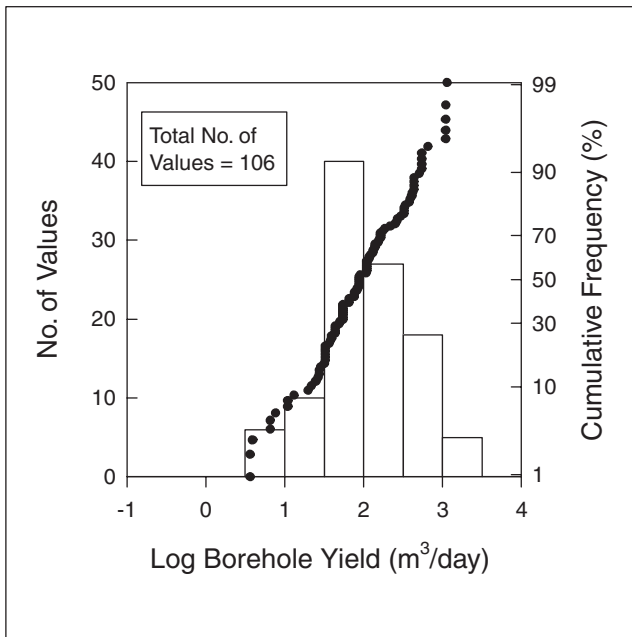 50
40
30
20
10
0
No. of Values
Total No. of
Values = 106
99
90
70
50
30
10
1
Cumulative Frequency (%)
-1 0 1 2 3 4
Log Borehole Yield (m³/day)